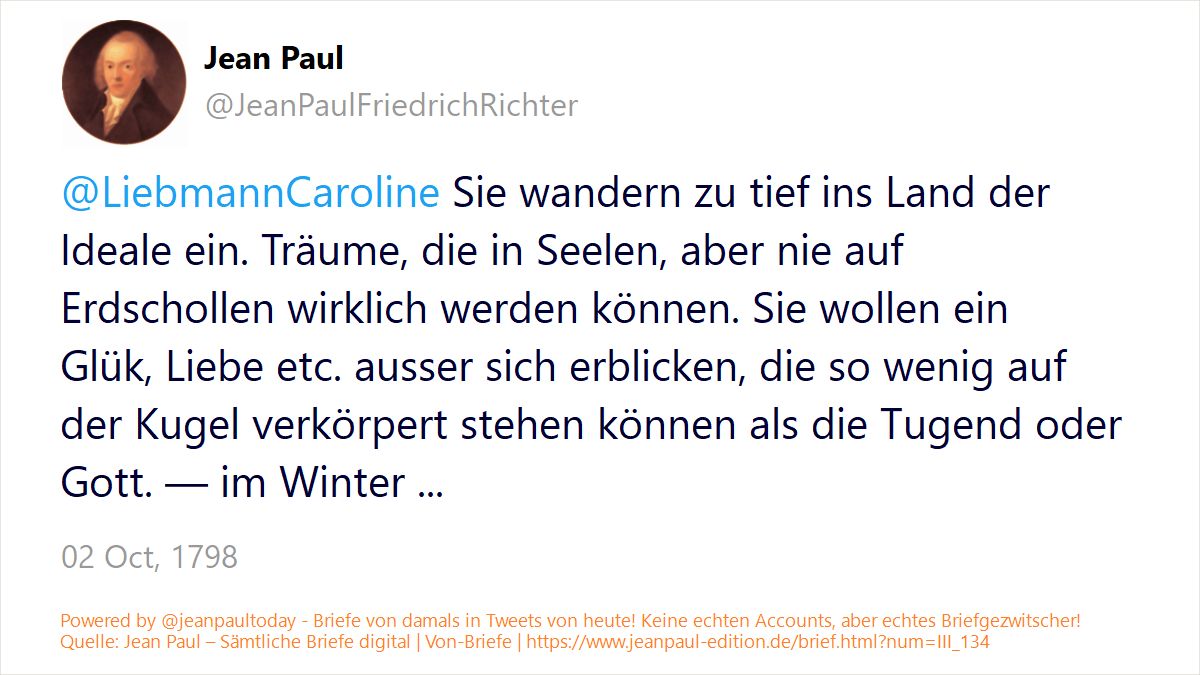 Jean Paul
@JeanPaulFriedrichRichter
@LiebmannCaroline Sie wandern zu tief ins Land der
Ideale ein. Träume, die in Seelen, aber nie auf
Erdschollen wirklich werden können. Sie wollen ein
Glük, Liebe etc. ausser sich erblicken, die so wenig auf
der Kugel verkörpert stehen können als die Tugend oder
Gott. — im Winter ...
02 Oct, 1798
Powered by @jeanpaultoday - Briefe von damals in Tweets von heute! Keine echten Accounts, aber echtes Briefgezwitscher!
Quelle: Jean Paul – Sämtliche Briefe digital | Von-Briefe | https://www.jeanpaul-edition.de/brief.html?num=III_134